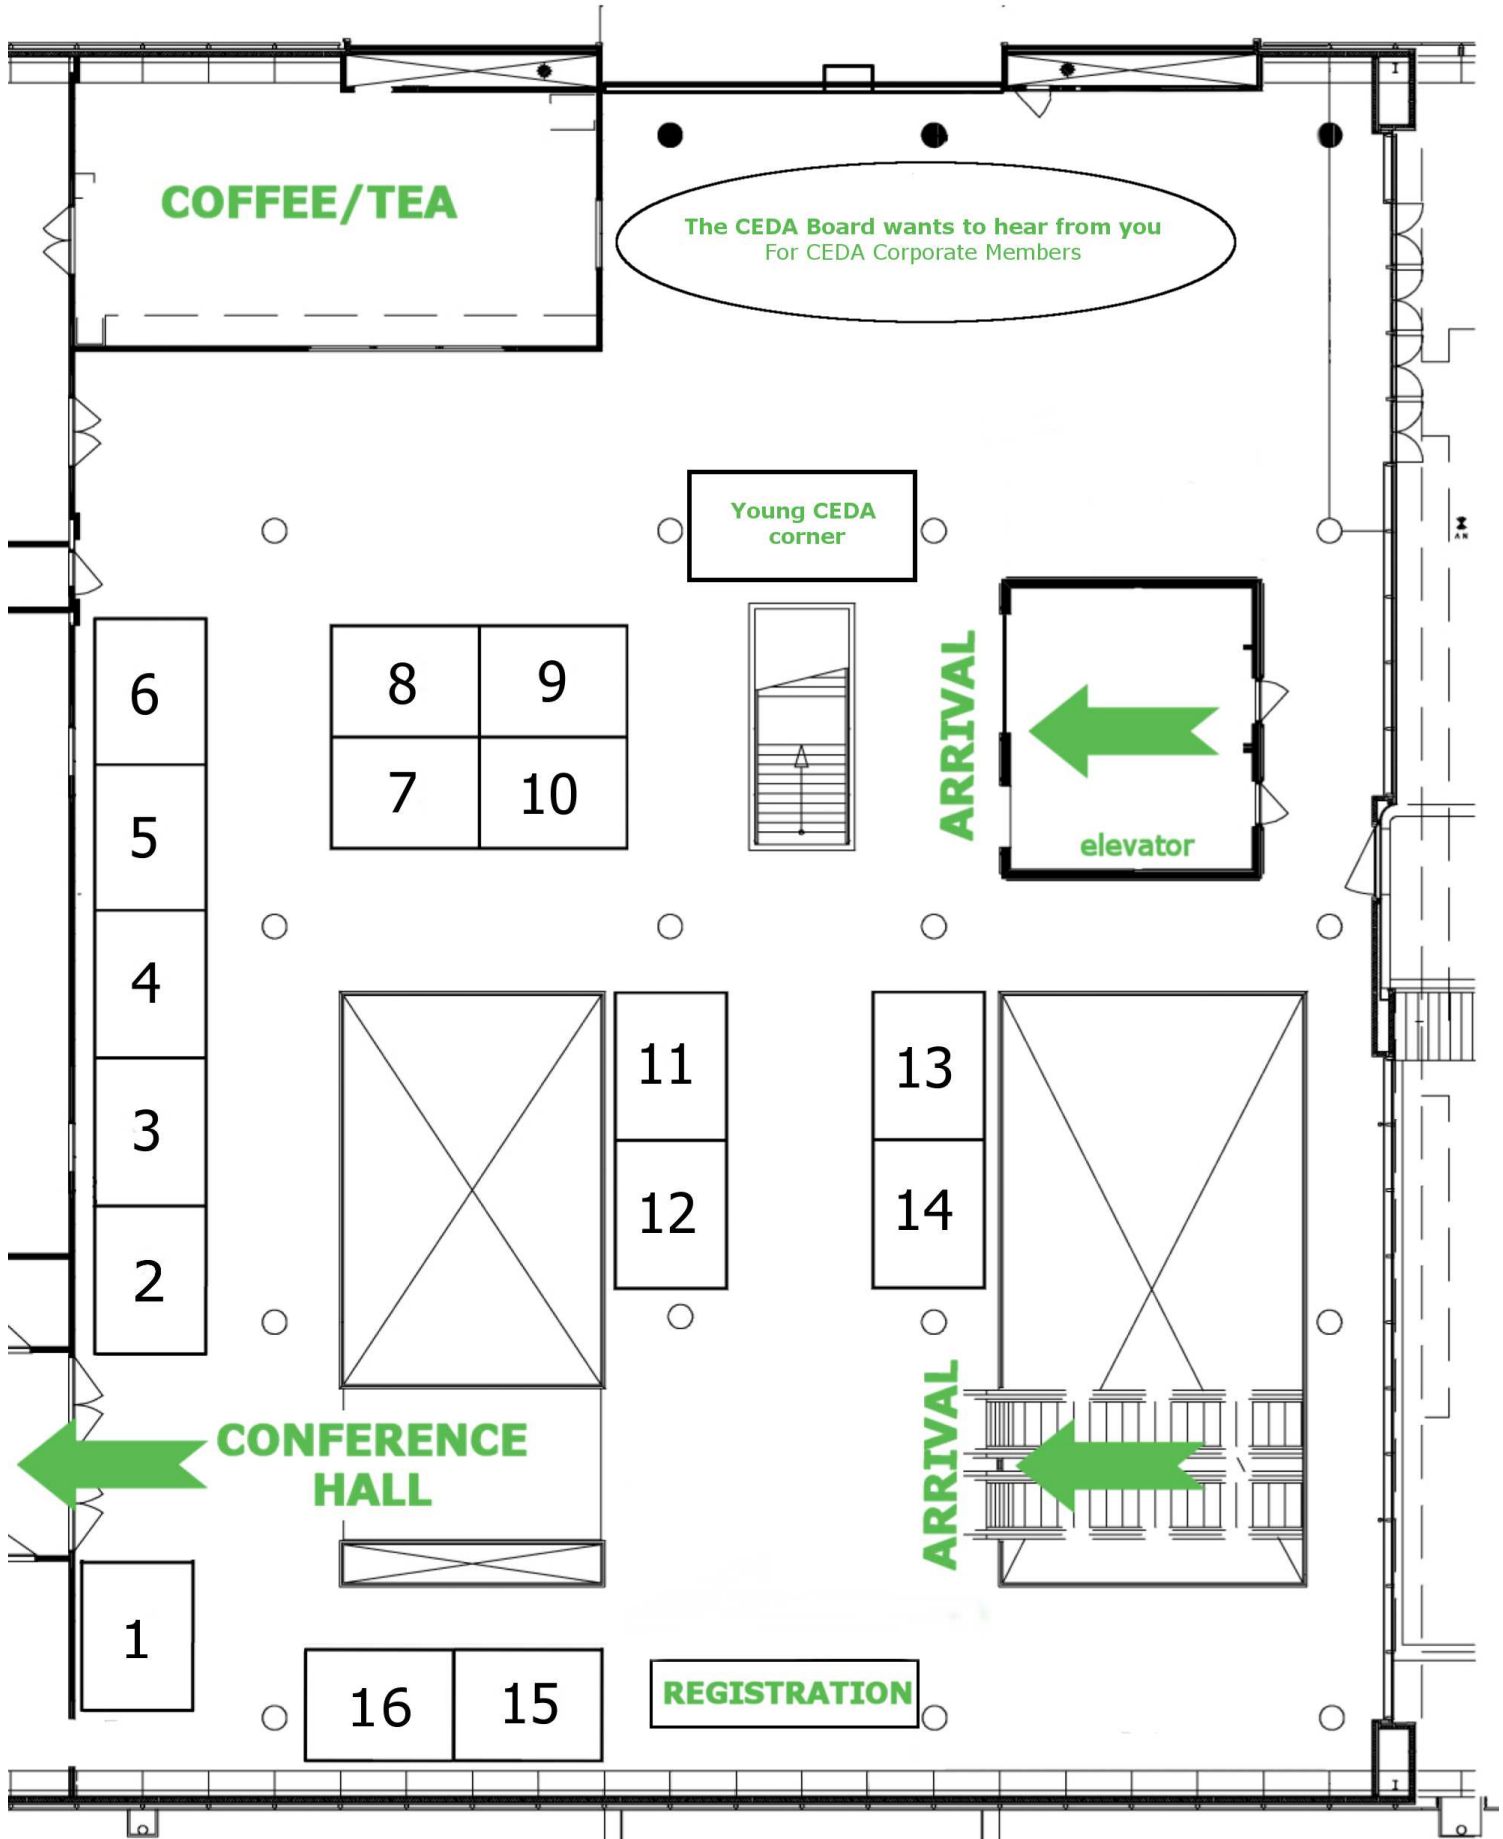 COFFEE/TEA
The CEDA Board wants to hear from you
For CEDA Corporate Members
Young CEDA
corner
6
8
9
ARRIVAL
5
7
10
elevator
4
11
13
3
12
14
2
ARRIVAL
CONFERENCE
HALL
1
16
15
REGISTRATION
I
I